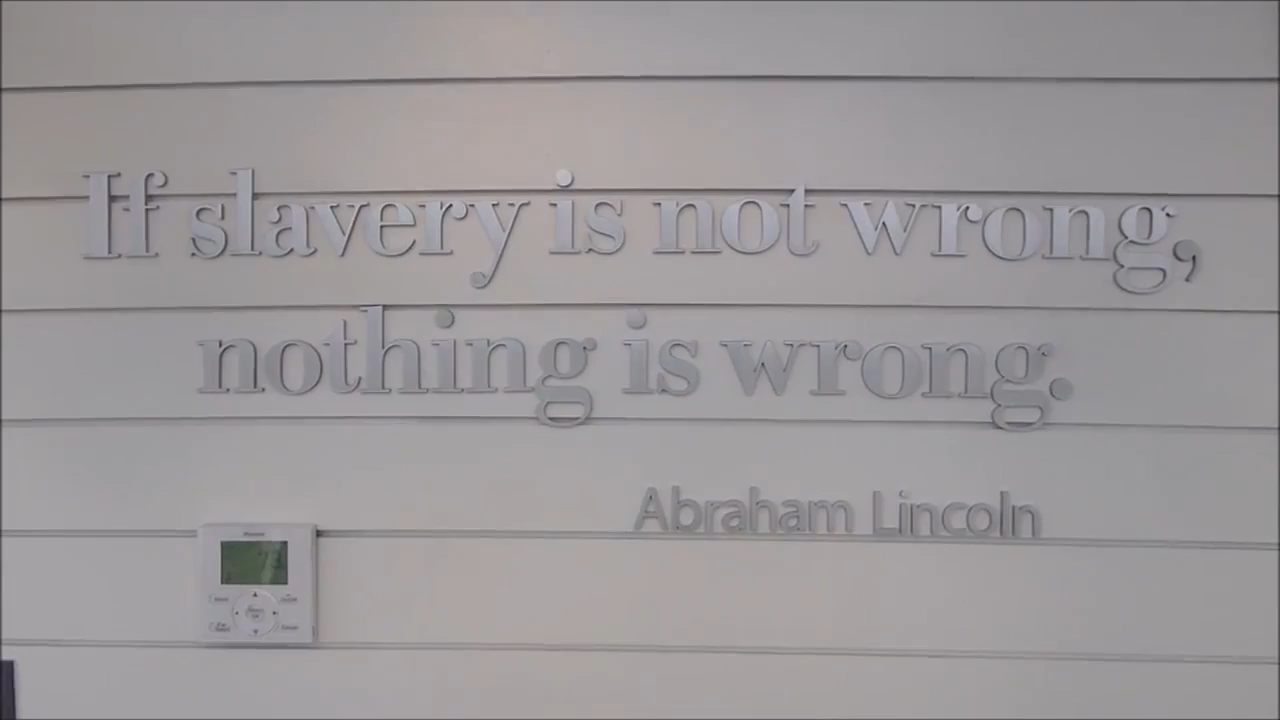 If slavery is not wrong,
nothing is wrong.
Abraham Lincoln